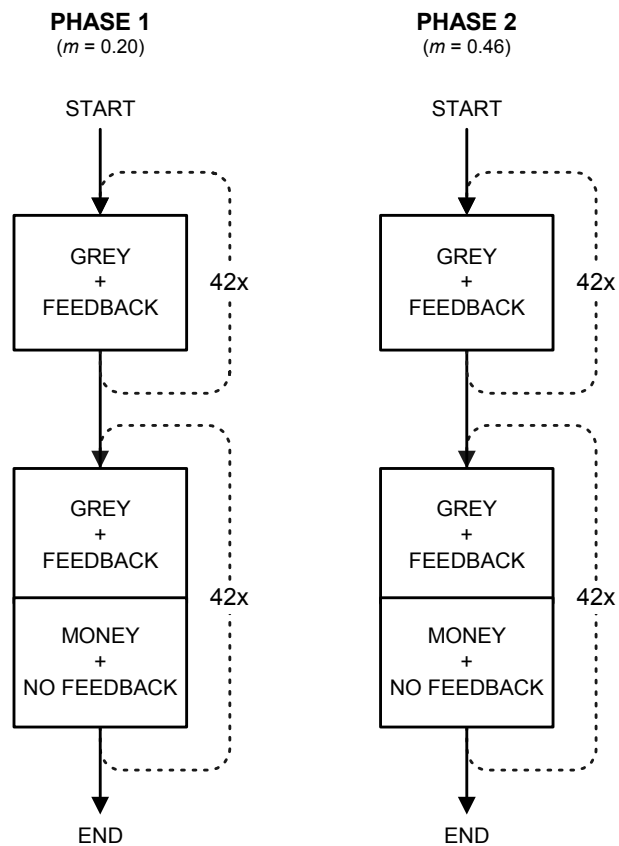 PHASE 1
(m = 0.20)
START
GREY
+
FEEDBACK
42x
GREY
+
FEEDBACK
42x
MONEY
+
NO FEEDBACK
END
PHASE 2
(m = 0.46)
START
GREY
+
FEEDBACK
42x
GREY
+
FEEDBACK
42x
MONEY
+
NO FEEDBACK
END